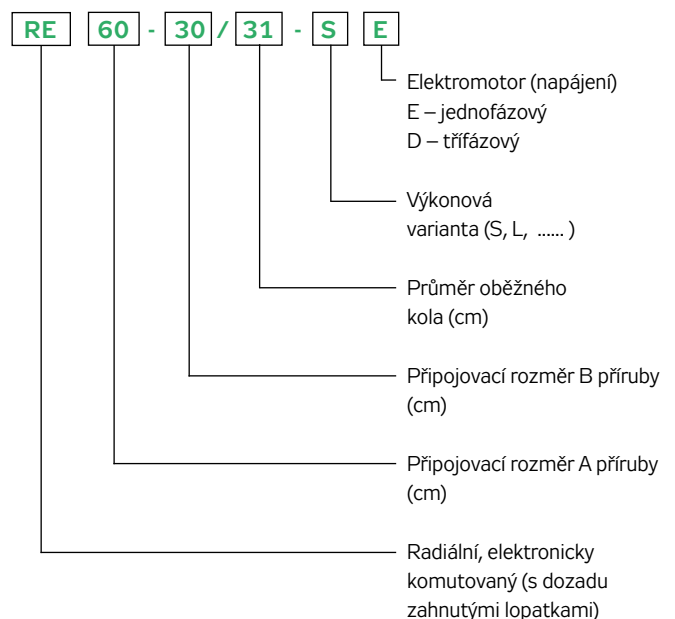 RE 60 - 30 / 31 - S E
Elektromotor (napájení)
E – jednofázový
D – třífázový
Výkonová
varianta (S, L, ...... )
Průměr oběžného
kola (cm)
Připojovací rozměr B příruby
(cm)
Připojovací rozměr A příruby
(cm)
Radiální, elektronicky
komutovaný (s dozadu
zahnutými lopatkami)